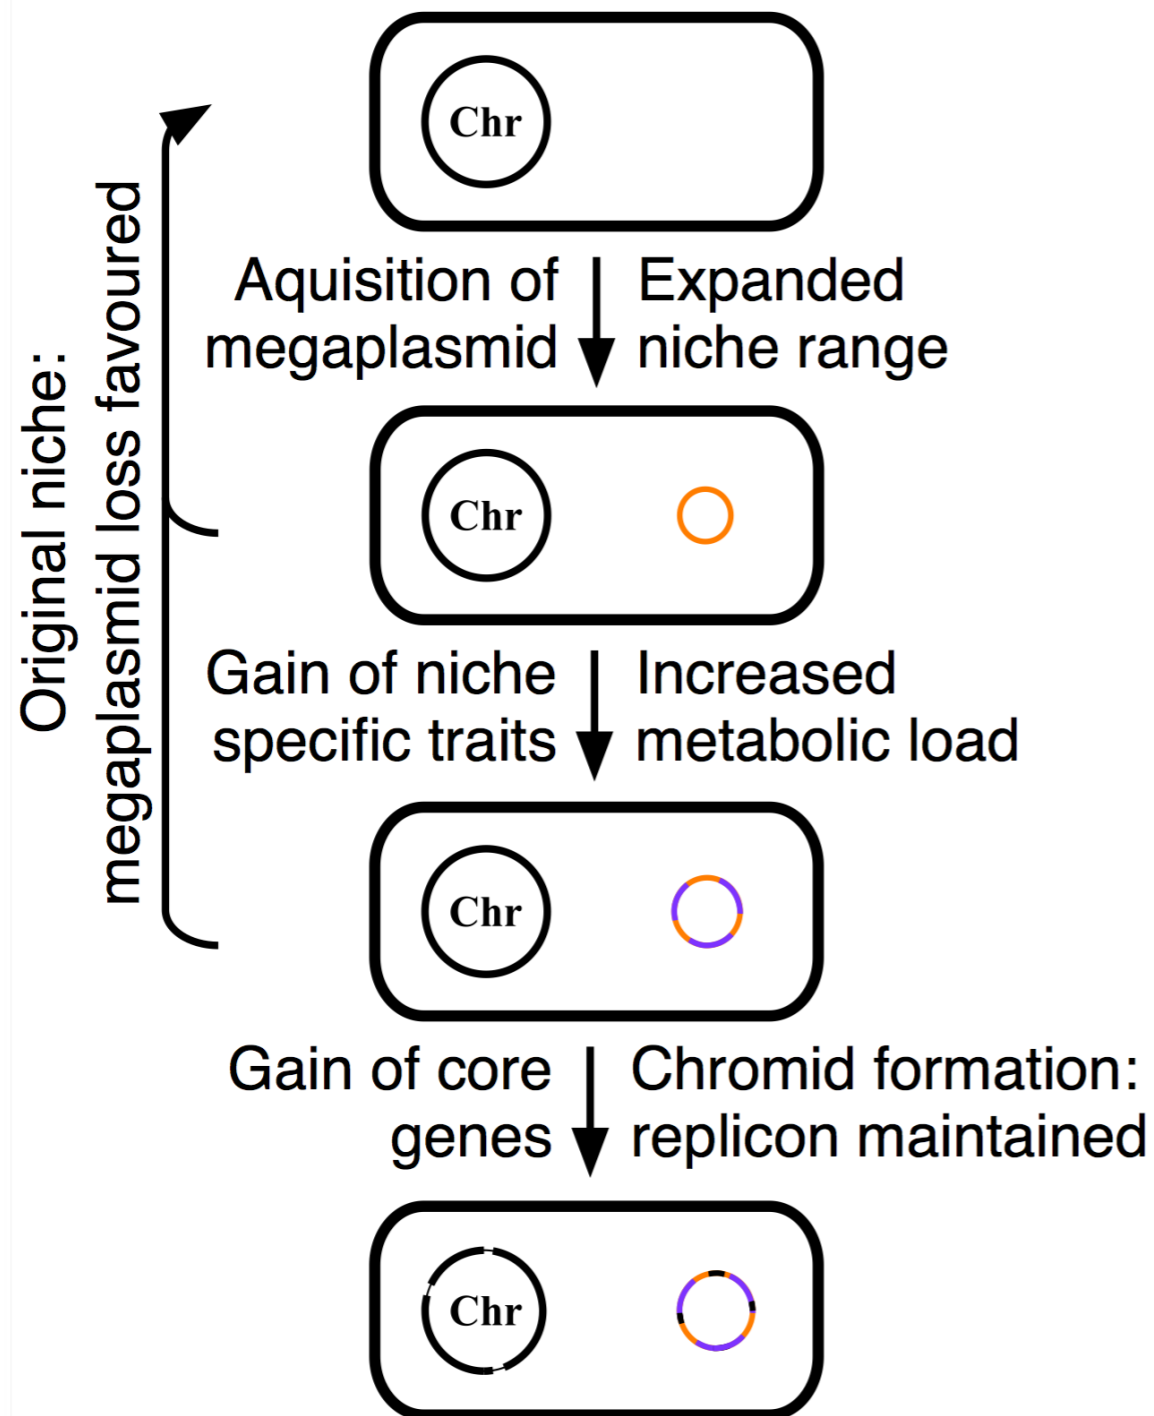 Chr
Aquisition of
megaplasmid
Expanded
niche range
Original niche:
megaplasmid loss favoured
Chr
Gain of niche
specific traits
Increased
metabolic load
Chr
Gain of core
genes
Chromid formation:
replicon maintained
Chr